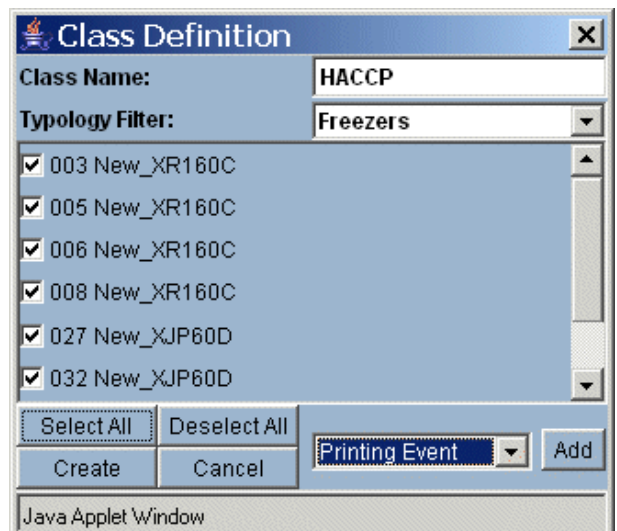 Class Definition
Class Name: HACCP
Typology Filter: Freezers
003 New_XR160C
005 New_XR160C
006 New_XR160C
008 New_XR160C
027 New_XJP60D
032 New_XJP60D
Select All Deselect All
Printing Event Add
Create Cancel
Java Applet Window